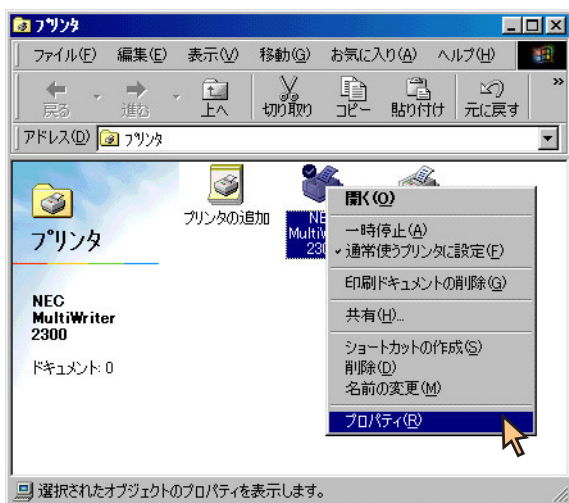 プリンタ
ファイル(F) 編集(E) 表示(V) 移動(G) お気に入り(A) ヘルプ(H)
戻る 進む 上へ 切り取り コピー 貼り付け 元に戻す »
アドレス(D) プリンタ
プリンタ
NEC
MultiWriter
2300
ドキュメント: 0
プリンタの追加
開く(O)
一時停止(A)
通常使うプリンタに設定(F)
印刷ドキュメントの削除(G)
共有(H)...
ショートカットの作成(S)
削除(D)
名前の変更(M)
プロパティ(R)
選択されたオブジェクトのプロパティを表示します。